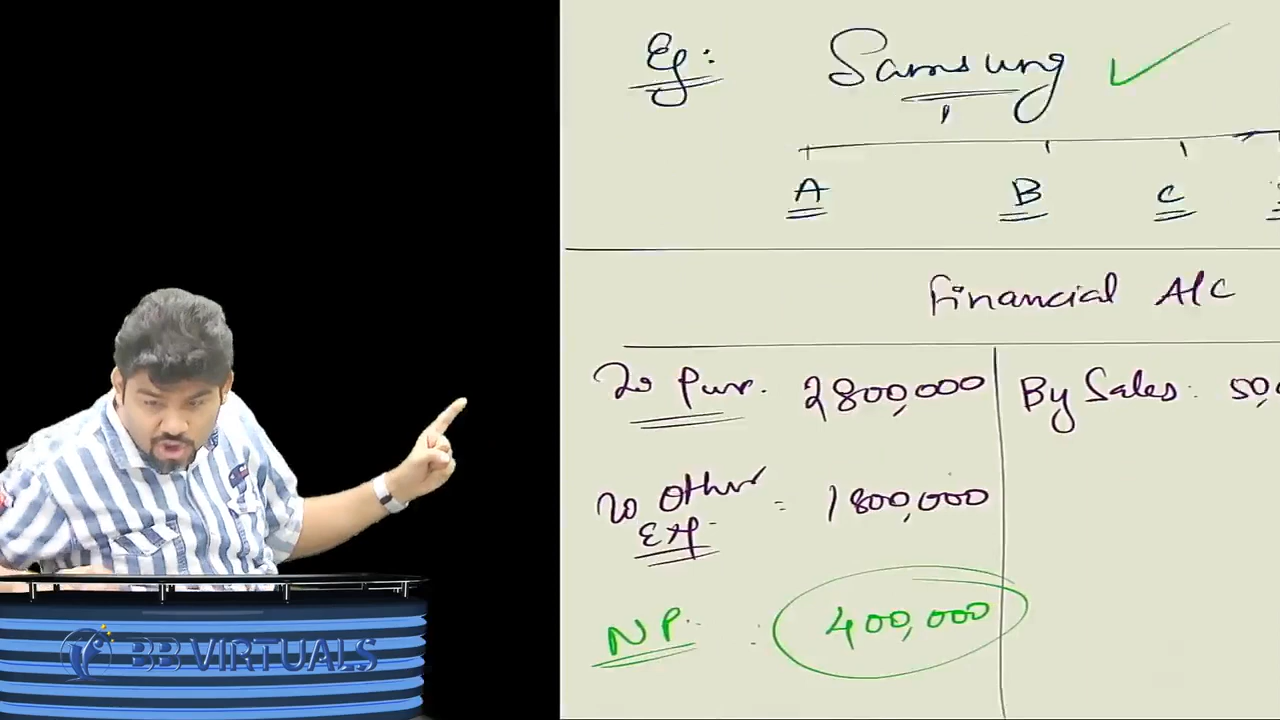 Eg: Samsung
A B C
Financial A/C
To Pur. 2800,000 By Sales: 50,
To Other = 1800,000
Exp.
NP. : 400,000
BB VIRTUALS